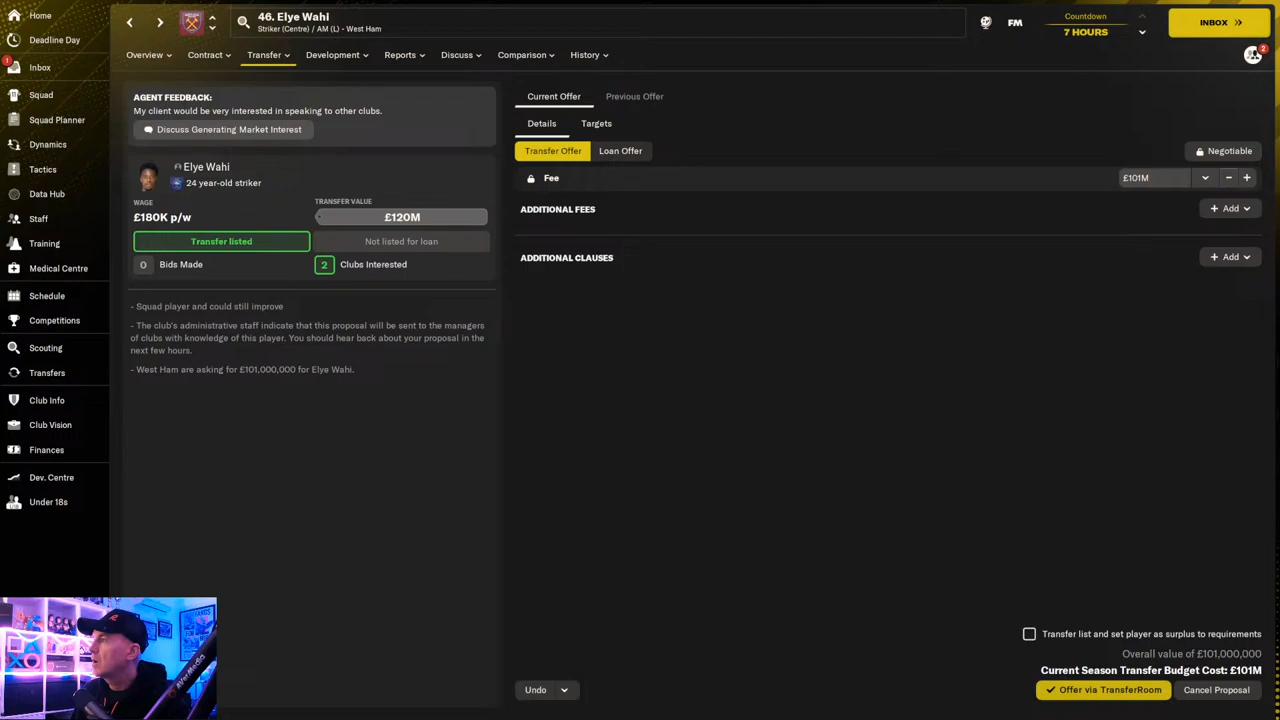 Home
Deadline Day
1
Inbox
Squad
Squad Planner
Dynamics
Tactics
Data Hub
Staff
Training
Medical Centre
Schedule
Competitions
Scouting
Transfers
Club Info
Club Vision
Finances
Dev. Centre
Under 18s
46. Elye Wahi
Striker (Centre) / AM (L) - West Ham
FM
Countdown
7 HOURS
INBOX
2
Overview
Contract
Transfer
Development
Reports
Discuss
Comparison
History
AGENT FEEDBACK:
My client would be very interested in speaking to other clubs.
Discuss Generating Market Interest
Elye Wahi
24 year-old striker
WAGE
£180K p/w
TRANSFER VALUE
£120M
Transfer listed
Not listed for loan
0 Bids Made
2 Clubs Interested
- Squad player and could still improve
- The club's administrative staff indicate that this proposal will be sent to the managers
of clubs with knowledge of this player. You should hear back about your proposal in the
next few hours.
- West Ham are asking for £101,000,000 for Elye Wahi.
Current Offer
Previous Offer
Details
Targets
Transfer Offer
Loan Offer
Negotiable
Fee
£101M
ADDITIONAL FEES
+ Add
ADDITIONAL CLAUSES
+ Add
Transfer list and set player as surplus to requirements
Overall value of £101,000,000
Current Season Transfer Budget Cost: £101M
Undo
Offer via TransferRoom
Cancel Proposal
AVerMedia